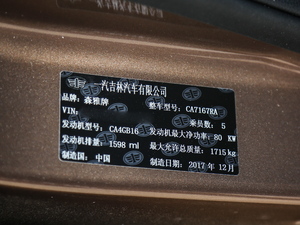 一汽吉林汽车有限公司
品牌: 森雅牌 整车型号: CA7167RA
VIN: 乘员数: 5
发动机型号: CA4GB16 发动机最大净功率: 80 KW
发动机排量: 1598 ml 最大允许总质量: 1715kg
制造国: 中国 制造日期: 2017 年 12月